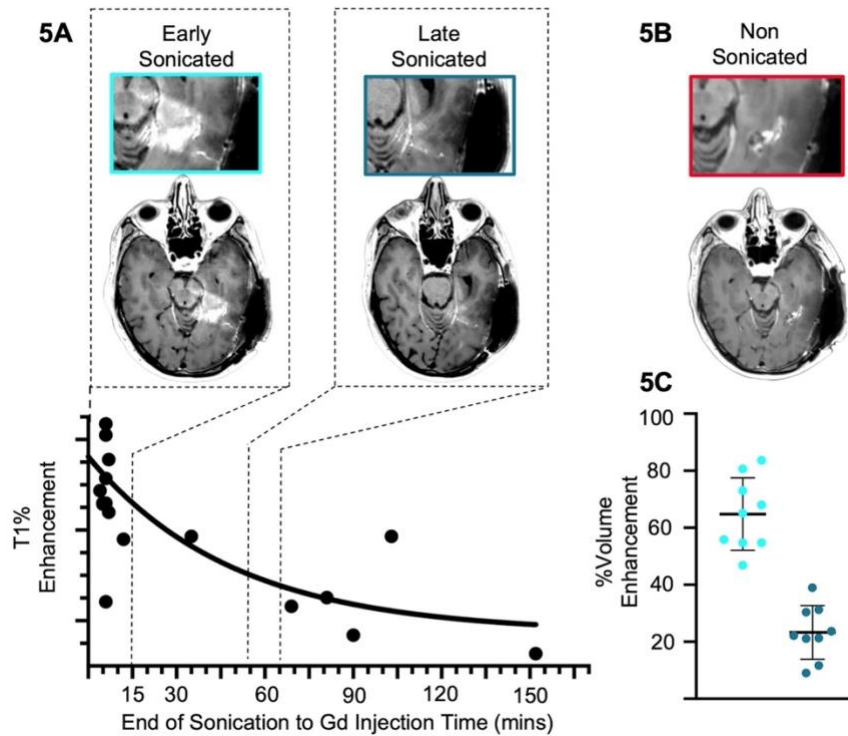 5A
Early
Sonicated
Late
Sonicated
5B
Non
Sonicated
T1%
Enhancement
15
30
60
90
120
150
End of Sonication to Gd Injection Time (mins)
5C
%Volume
Enhancement
100
80
60
40
20